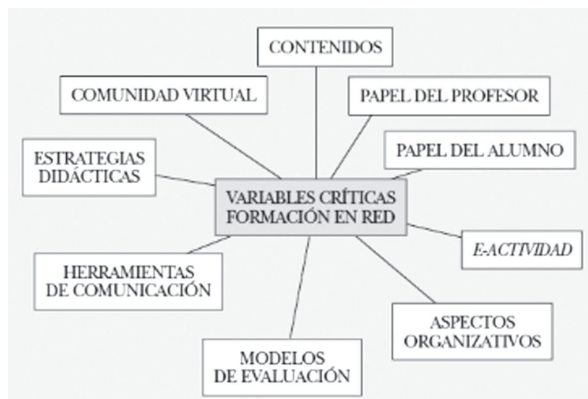 CONTENIDOS
COMUNIDAD VIRTUAL
PAPEL DEL PROFESOR
ESTRATEGIAS
DIDÁCTICAS
PAPEL DEL ALUMNO
VARIABLES CRÍTICAS
FORMACIÓN EN RED
E-ACTIVIDAD
HERRAMIENTAS
DE COMUNICACIÓN
ASPECTOS
ORGANIZATIVOS
MODELOS
DE EVALUACIÓN